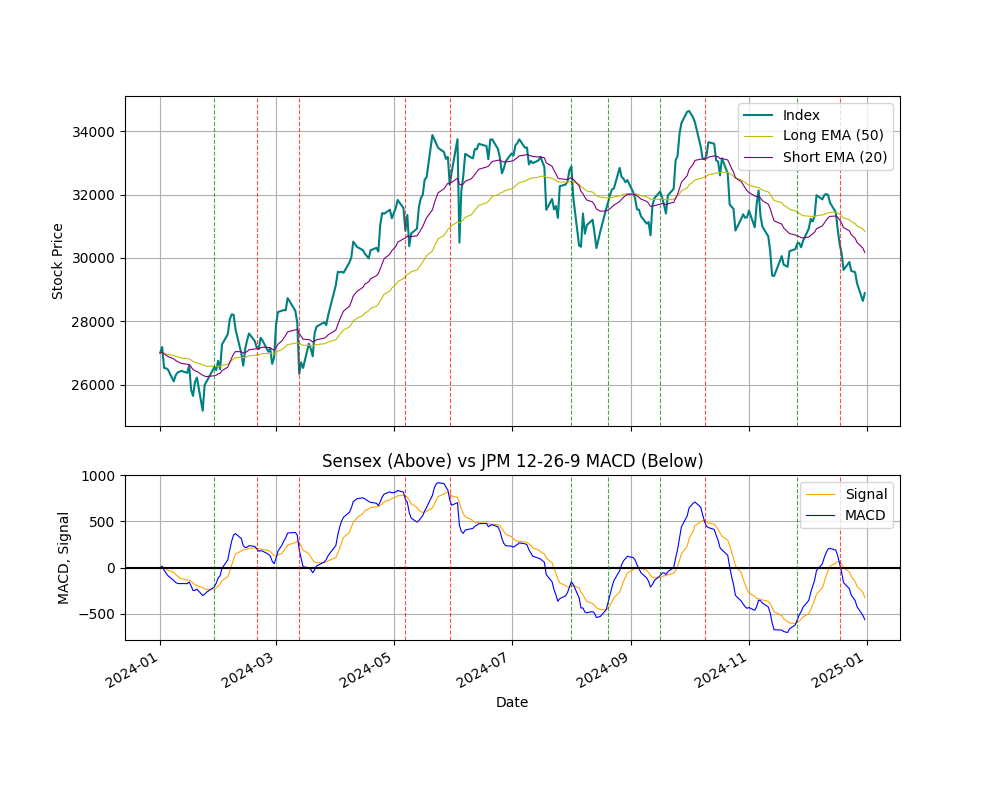 34000
32000
30000
28000
26000
Stock Price
Index
Long EMA (50)
Short EMA (20)
Sensex (Above) vs JPM 12-26-9 MACD (Below)
1000
500
0
−500
MACD, Signal
Signal
MACD
2024-01
2024-03
2024-05
2024-07
2024-09
2024-11
2025-01
Date